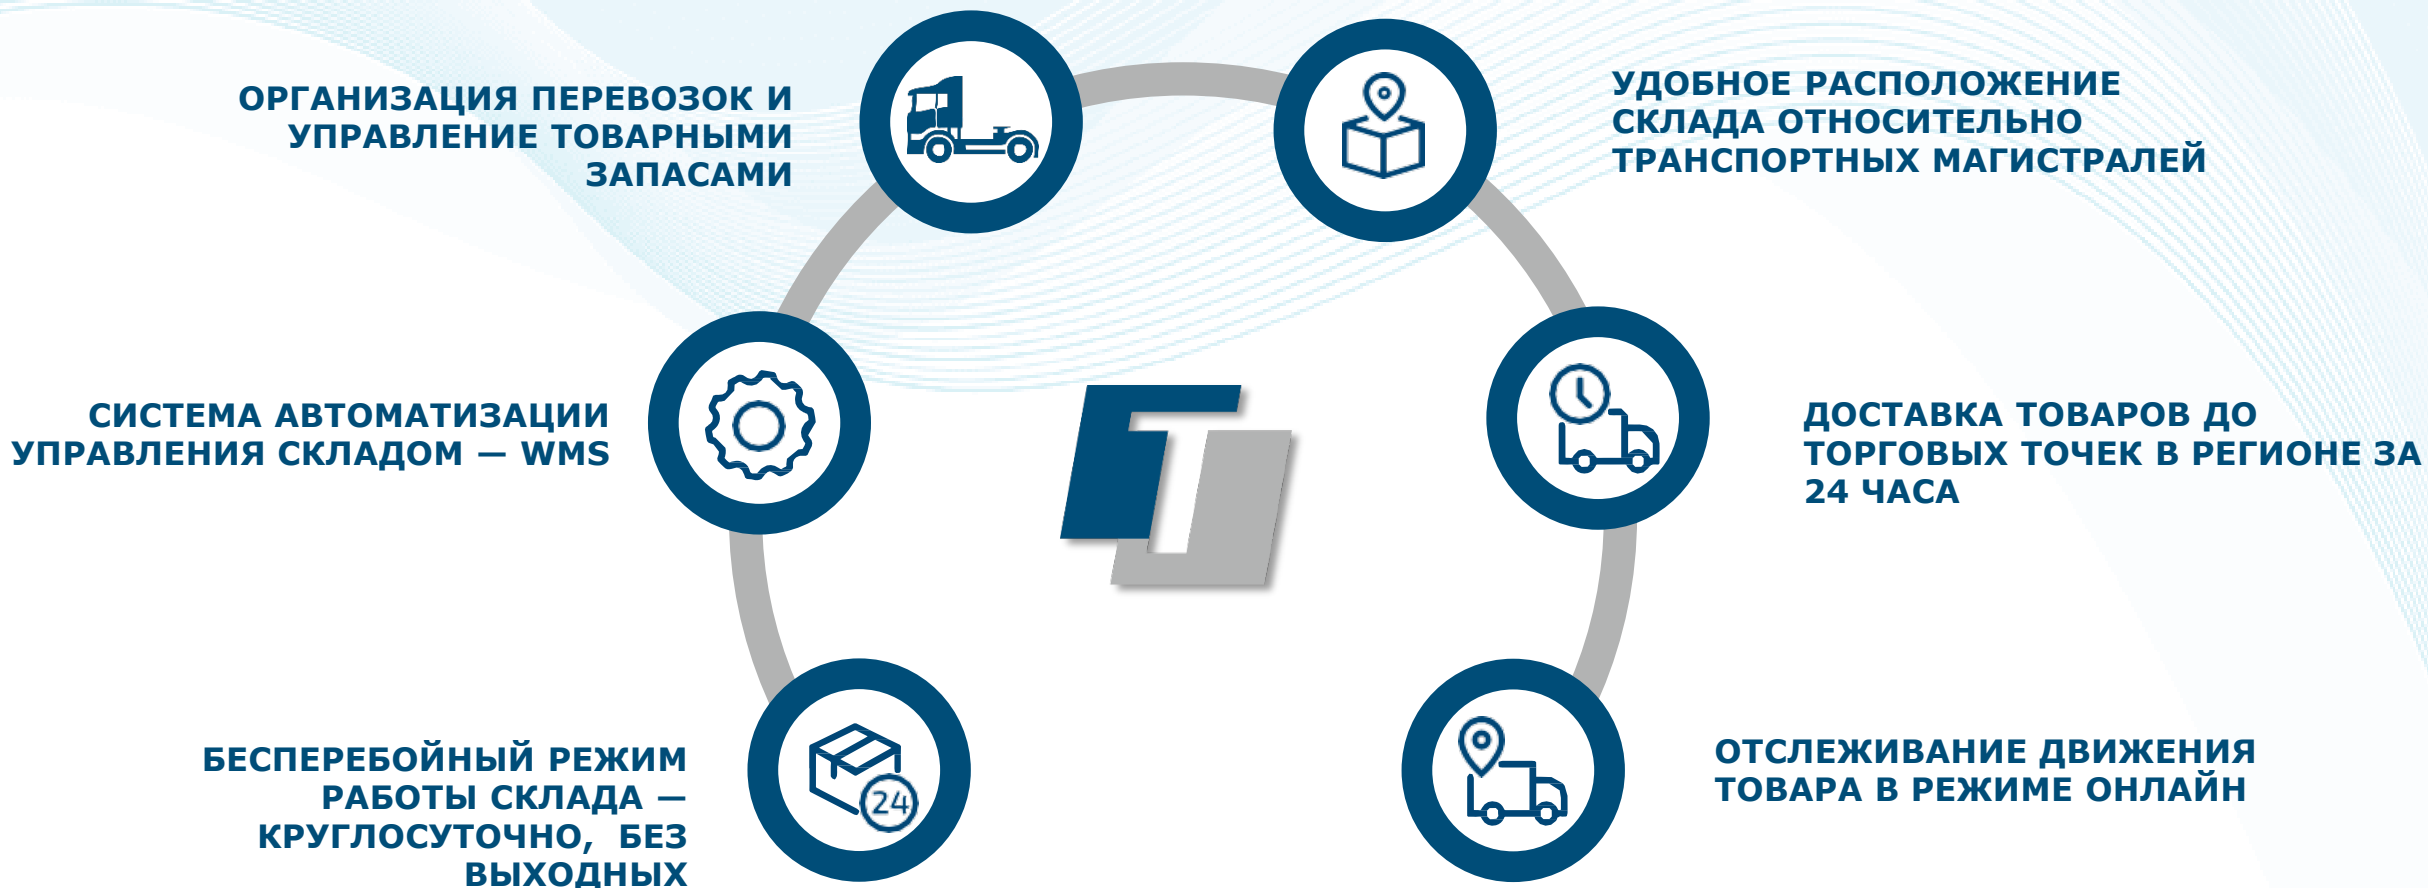 ОРГАНИЗАЦИЯ ПЕРЕВОЗОК И
УПРАВЛЕНИЕ ТОВАРНЫМИ
ЗАПАСАМИ
УДОБНОЕ РАСПОЛОЖЕНИЕ
СКЛАДА ОТНОСИТЕЛЬНО
ТРАНСПОРТНЫХ МАГИСТРАЛЕЙ
СИСТЕМА АВТОМАТИЗАЦИИ
УПРАВЛЕНИЯ СКЛАДОМ — WMS
ДОСТАВКА ТОВАРОВ ДО
ТОРГОВЫХ ТОЧЕК В РЕГИОНЕ ЗА
24 ЧАСА
БЕСПЕРЕБОЙНЫЙ РЕЖИМ
РАБОТЫ СКЛАДА —
КРУГЛОСУТОЧНО,  БЕЗ
ВЫХОДНЫХ
24
ОТСЛЕЖИВАНИЕ ДВИЖЕНИЯ
ТОВАРА В РЕЖИМЕ ОНЛАЙН